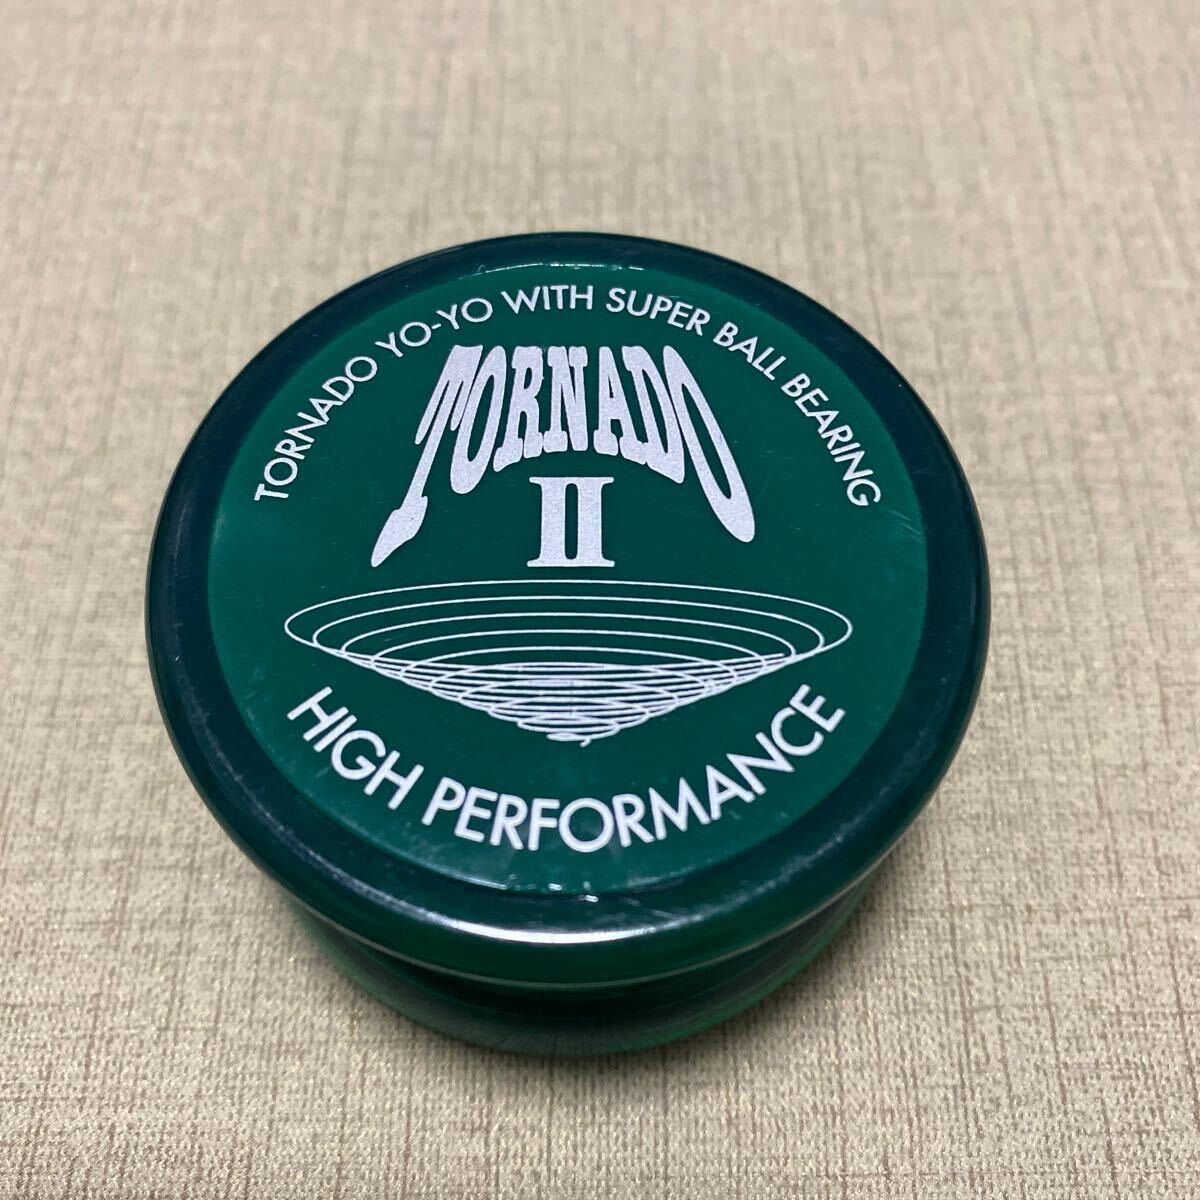 TORNADO YO-YO WITH SUPER BALL BEARING
TORNADO
II
HIGH PERFORMANCE